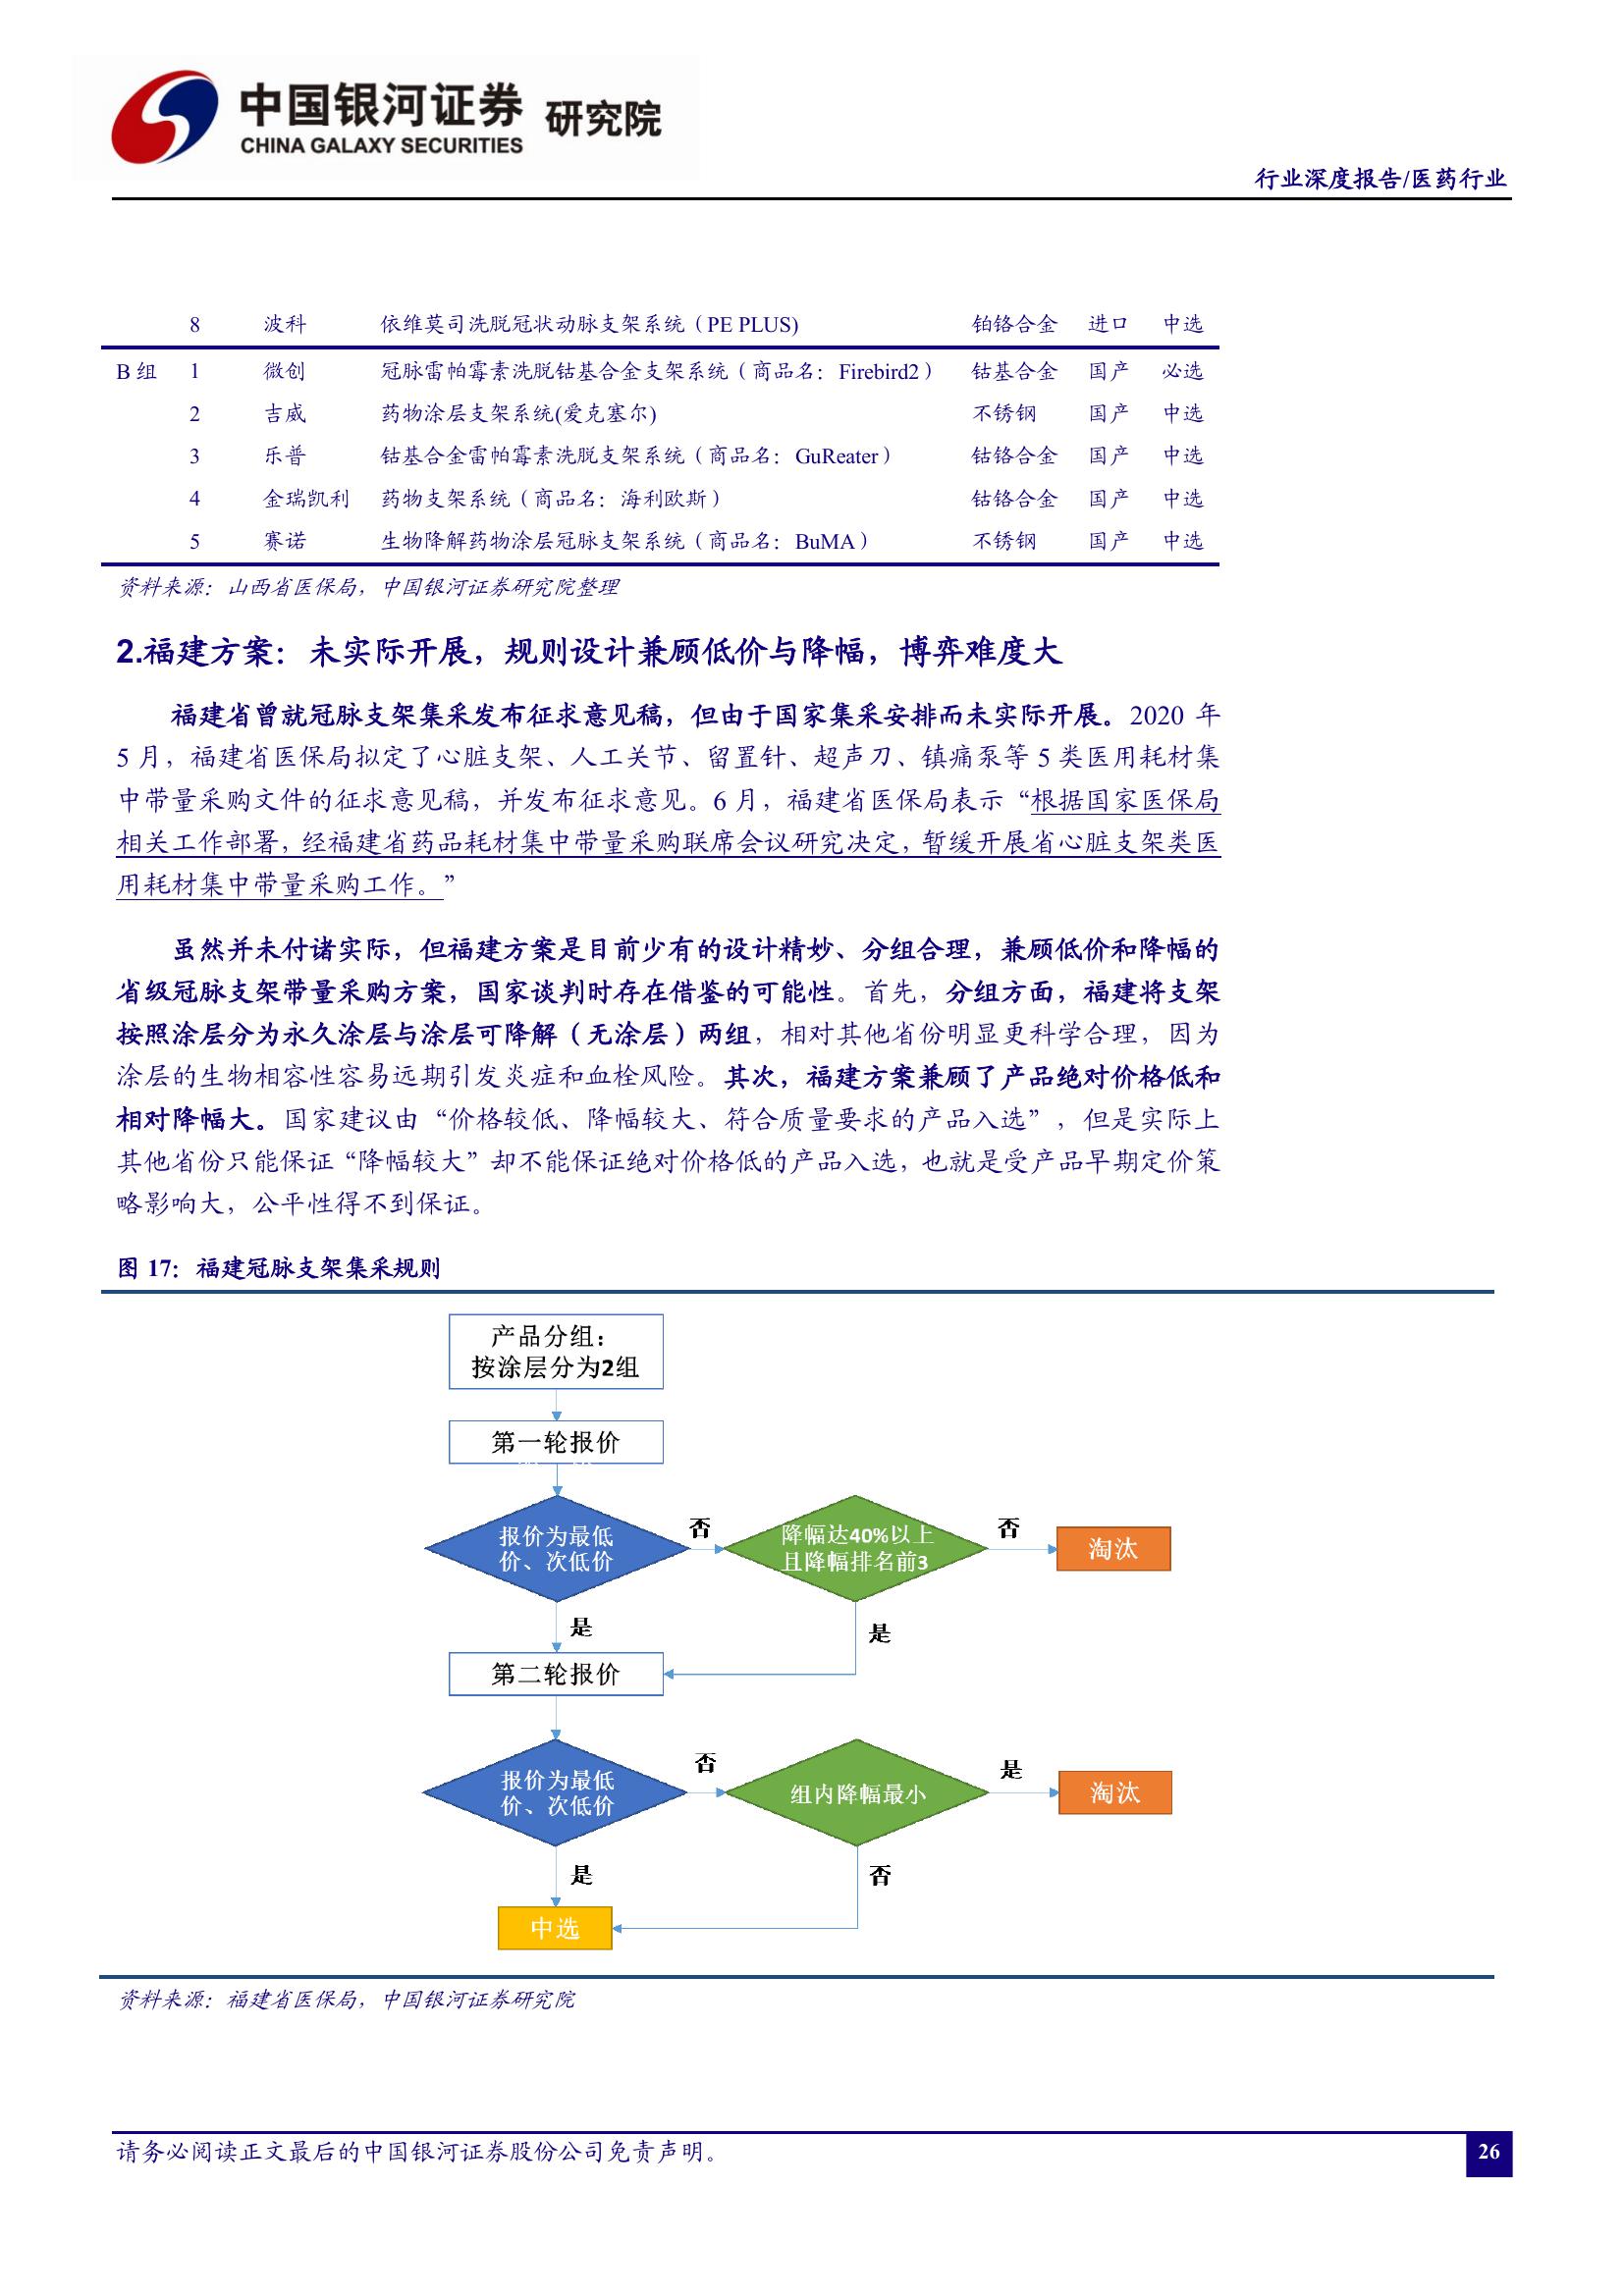 中国银河证券 研究院
CHINA GALAXY SECURITIES
行业深度报告/医药行业
8 波科 依维莫司洗脱冠状动脉支架系统（PE PLUS) 铂铬合金 进口 中选
B 组 1 微创 冠脉雷帕霉素洗脱钴基合金支架系统（商品名：Firebird2） 钴基合金 国产 必选
2 吉威 药物涂层支架系统(爱克塞尔) 不锈钢 国产 中选
3 乐普 钴基合金雷帕霉素洗脱支架系统（商品名：GuReater） 钴铬合金 国产 中选
4 金瑞凯利 药物支架系统（商品名：海利欧斯） 钴铬合金 国产 中选
5 赛诺 生物降解药物涂层冠脉支架系统（商品名：BuMA） 不锈钢 国产 中选
资料来源：山西省医保局，中国银河证券研究院整理
2.福建方案：未实际开展，规则设计兼顾低价与降幅，博弈难度大
福建省曾就冠脉支架集采发布征求意见稿，但由于国家集采安排而未实际开展。2020 年
5 月，福建省医保局拟定了心脏支架、人工关节、留置针、超声刀、镇痛泵等 5 类医用耗材集
中带量采购文件的征求意见稿，并发布征求意见。6 月，福建省医保局表示“根据国家医保局
相关工作部署，经福建省药品耗材集中带量采购联席会议研究决定，暂缓开展省心脏支架类医
用耗材集中带量采购工作。”
虽然并未付诸实际，但福建方案是目前少有的设计精妙、分组合理，兼顾低价和降幅的
省级冠脉支架带量采购方案，国家谈判时存在借鉴的可能性。首先，分组方面，福建将支架
按照涂层分为永久涂层与涂层可降解（无涂层）两组，相对其他省份明显更科学合理，因为
涂层的生物相容性容易远期引发炎症和血栓风险。其次，福建方案兼顾了产品绝对价格低和
相对降幅大。国家建议由“价格较低、降幅较大、符合质量要求的产品入选”，但是实际上
其他省份只能保证“降幅较大”却不能保证绝对价格低的产品入选，也就是受产品早期定价策
略影响大，公平性得不到保证。
图 17：福建冠脉支架集采规则
产品分组：
按涂层分为2组
第一轮报价
报价为最低
价、次低价
否
降幅达40%以上
且降幅排名前3
否
淘汰
是
是
第二轮报价
报价为最低
价、次低价
否
组内降幅最小
是
淘汰
是
否
中选
资料来源：福建省医保局，中国银河证券研究院
请务必阅读正文最后的中国银河证券股份公司免责声明。
26